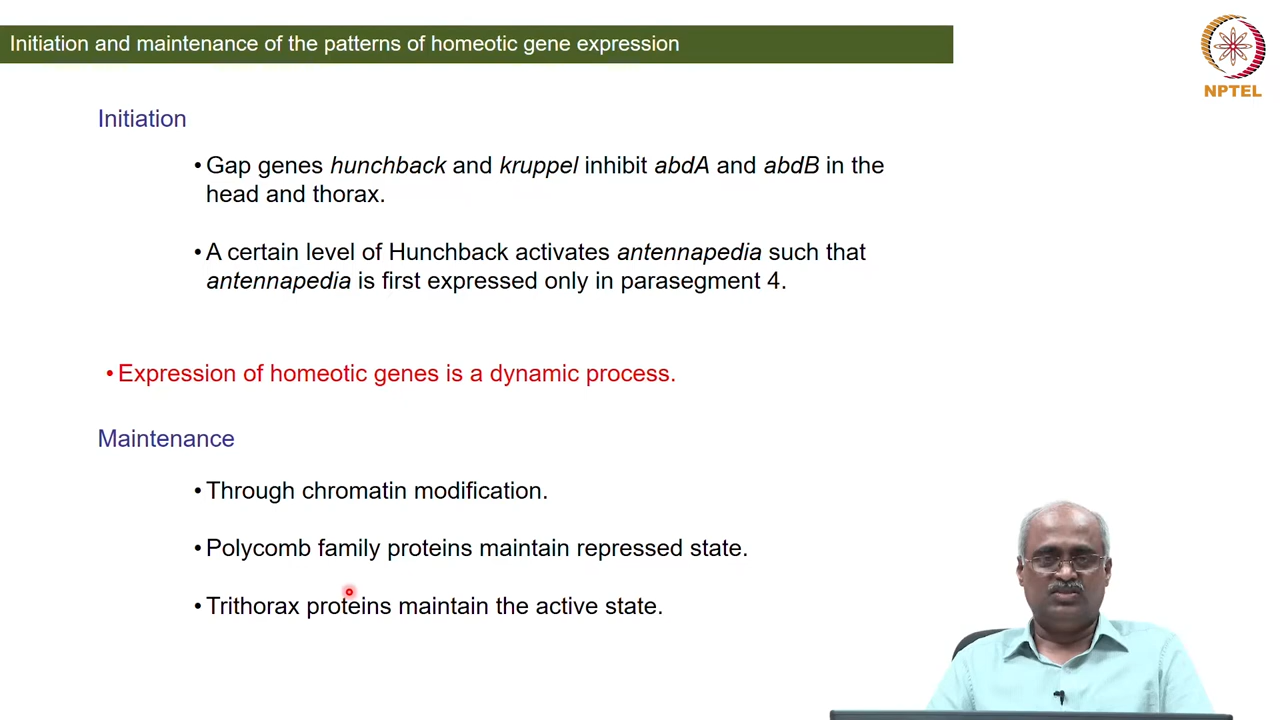 Initiation and maintenance of the patterns of homeotic gene expression
NPTEL
Initiation
• Gap genes hunchback and kruppel inhibit abdA and abdB in the
head and thorax.
• A certain level of Hunchback activates antennapedia such that
antennapedia is first expressed only in parasegment 4.
• Expression of homeotic genes is a dynamic process.
Maintenance
• Through chromatin modification.
• Polycomb family proteins maintain repressed state.
• Trithorax proteins maintain the active state.